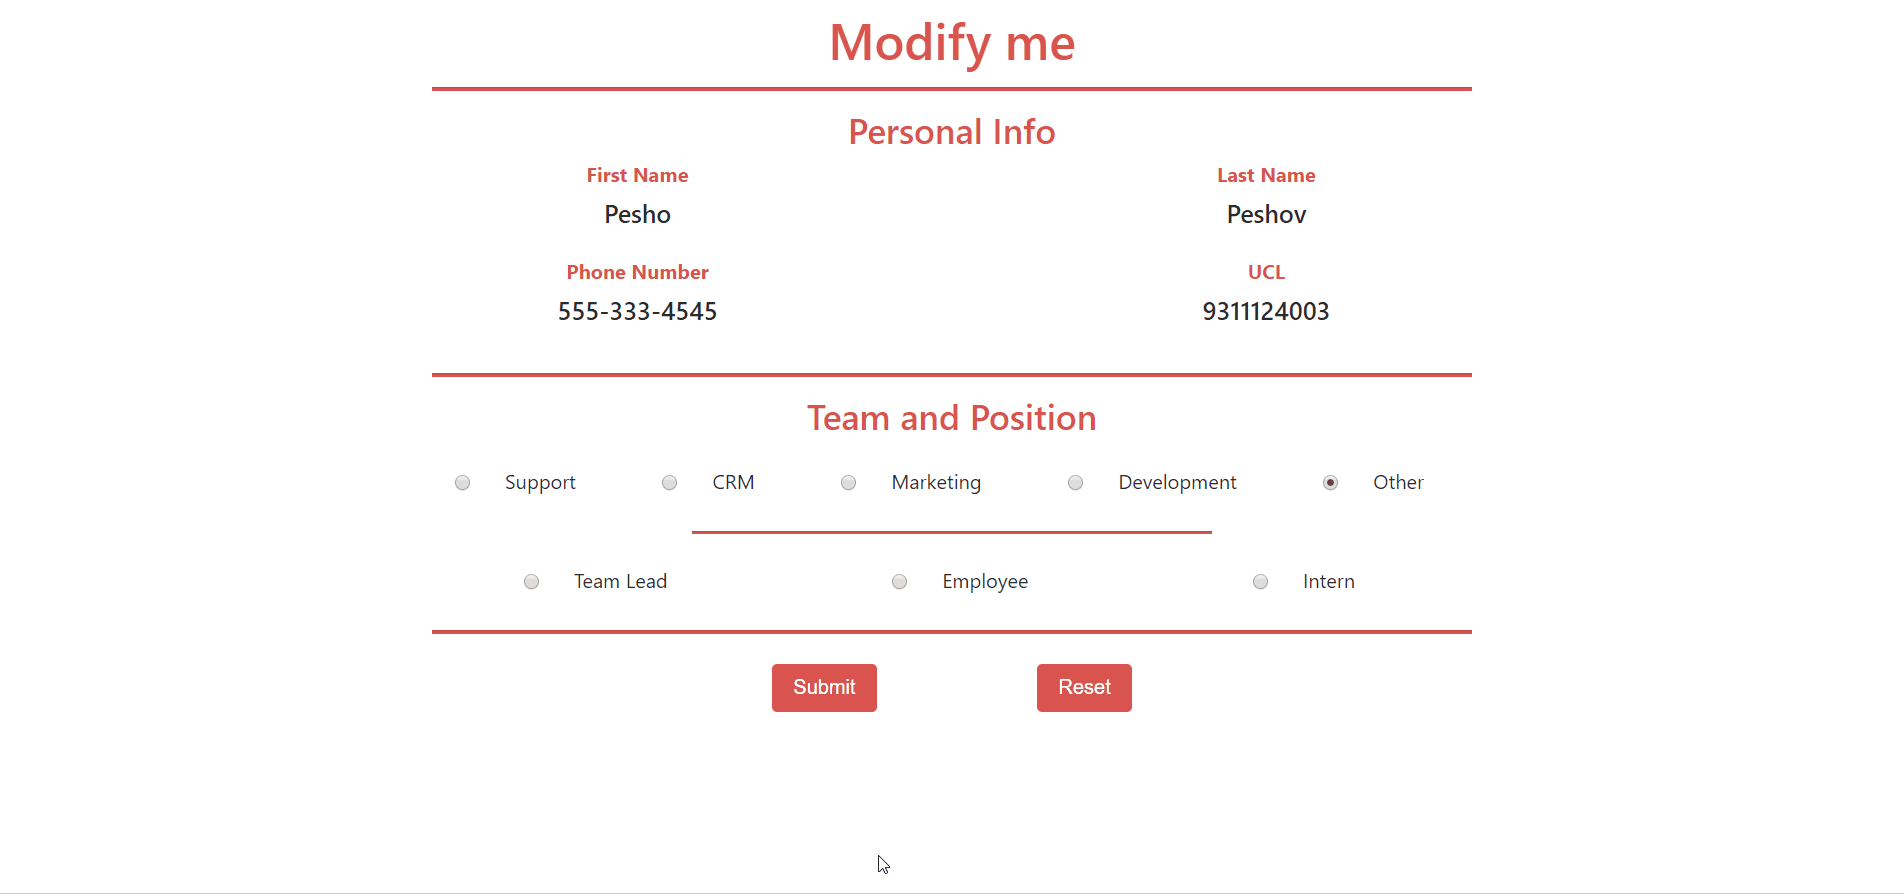 Modify me
Personal Info
First Name Last Name
Pesho Peshov
Phone Number UCL
555-333-4545 9311124003
Team and Position
Support CRM Marketing Development Other
Team Lead Employee Intern
Submit Reset